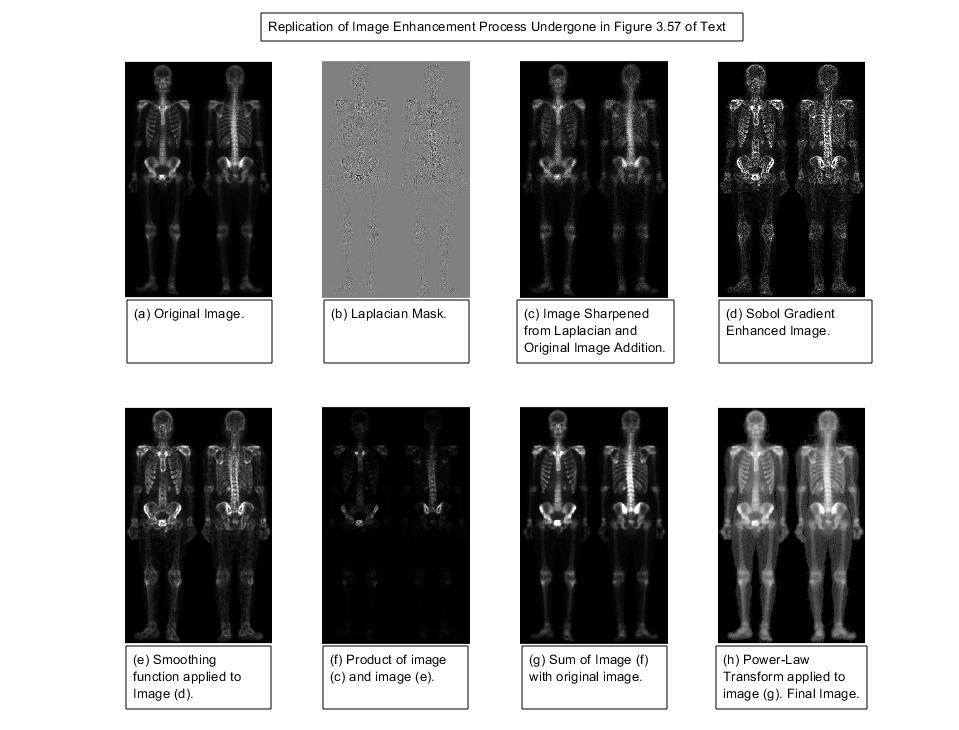 Replication of Image Enhancement Process Undergone in Figure 3.57 of Text
(a) Original Image.
(b) Laplacian Mask.
(c) Image Sharpened
from Laplacian and
Original Image Addition.
(d) Sobol Gradient
Enhanced Image.
(e) Smoothing
function applied to
Image (d).
(f) Product of image
(c) and image (e).
(g) Sum of Image (f)
with original image.
(h) Power-Law
Transform applied to
image (g). Final Image.